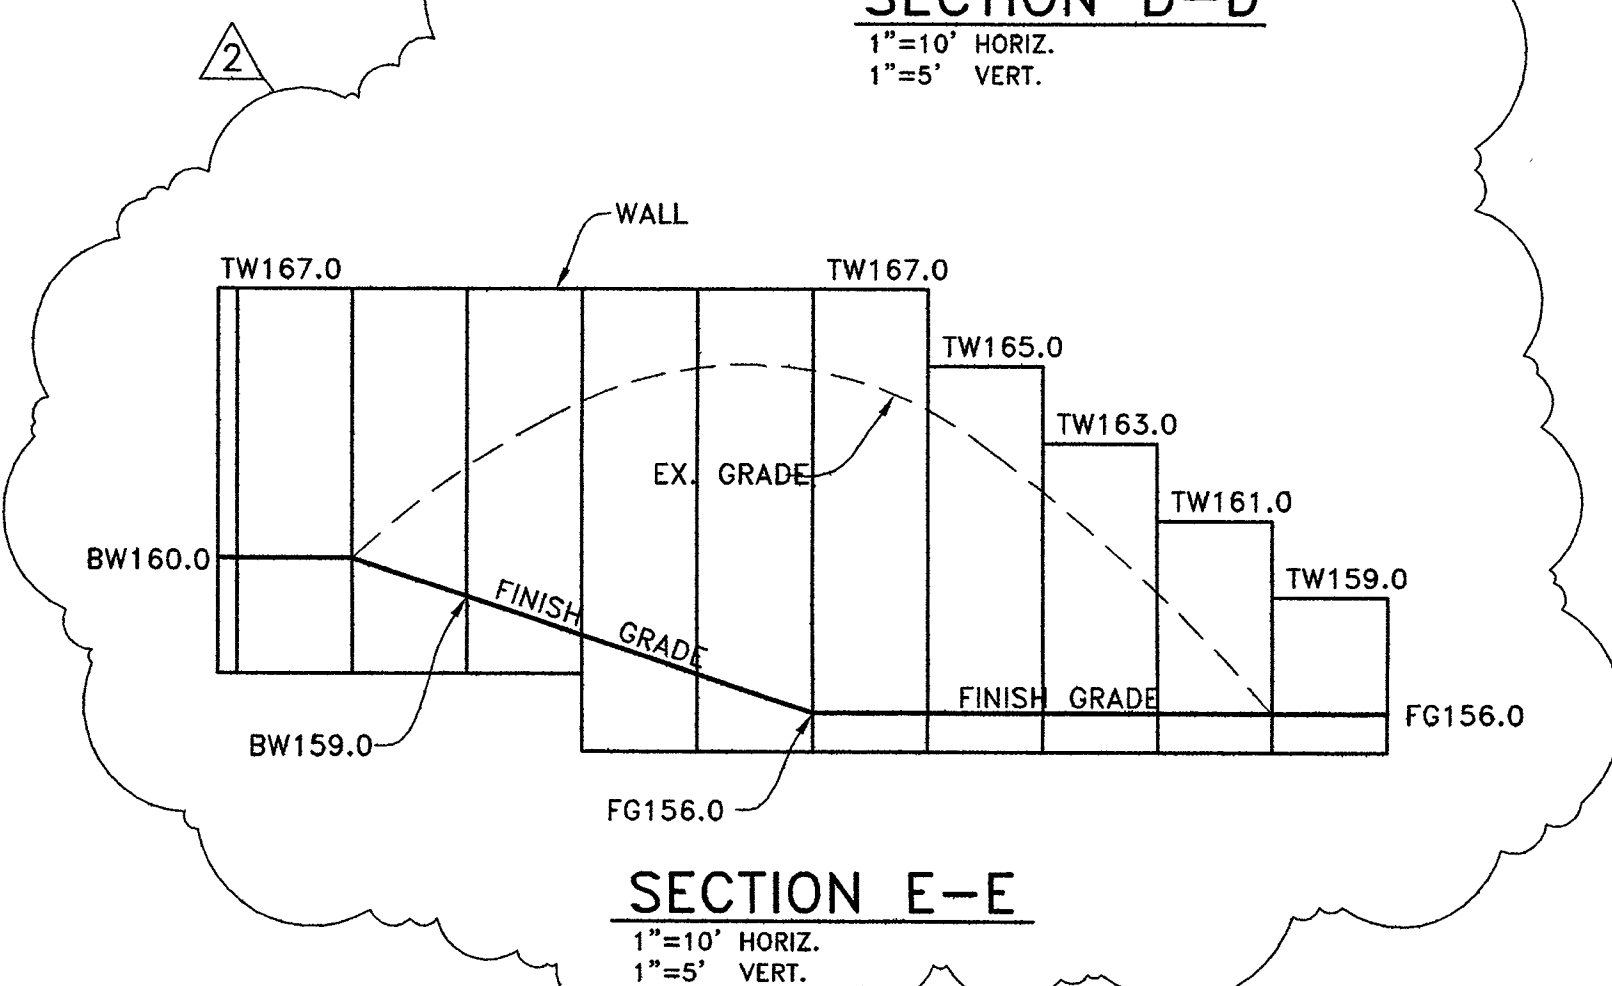 SECTION D-D
1"=10' HORIZ.
1"=5' VERT.
2
WALL
TW167.0
TW167.0
TW165.0
TW163.0
EX. GRADE
TW161.0
BW160.0
TW159.0
FINISH GRADE
FINISH GRADE
FG156.0
BW159.0
FG156.0
SECTION E-E
1"=10' HORIZ.
1"=5' VERT.